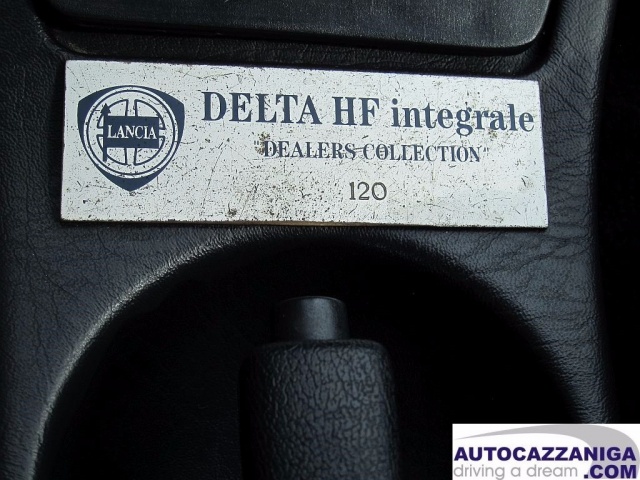 LANCIA
DELTA HF integrale
DEALERS COLLECTION
120
AUTOCAZZANIGA
driving a dream .COM